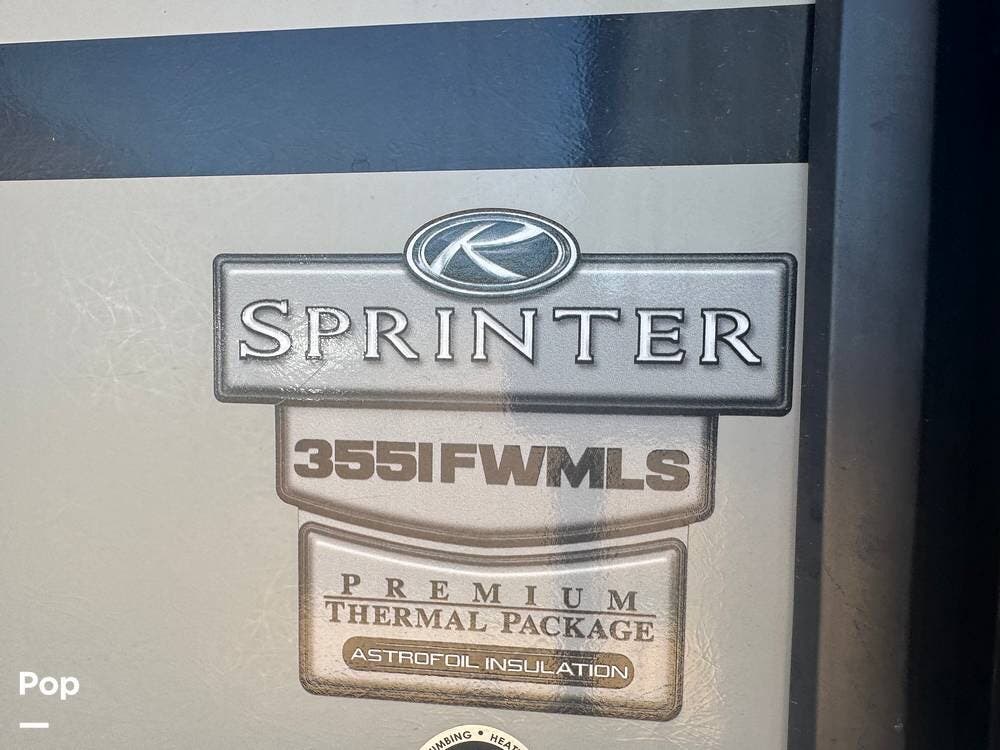 R
SPRINTER
3551FWMLS
PREMIUM
THERMAL PACKAGE
ASTROFOIL INSULATION
Pop